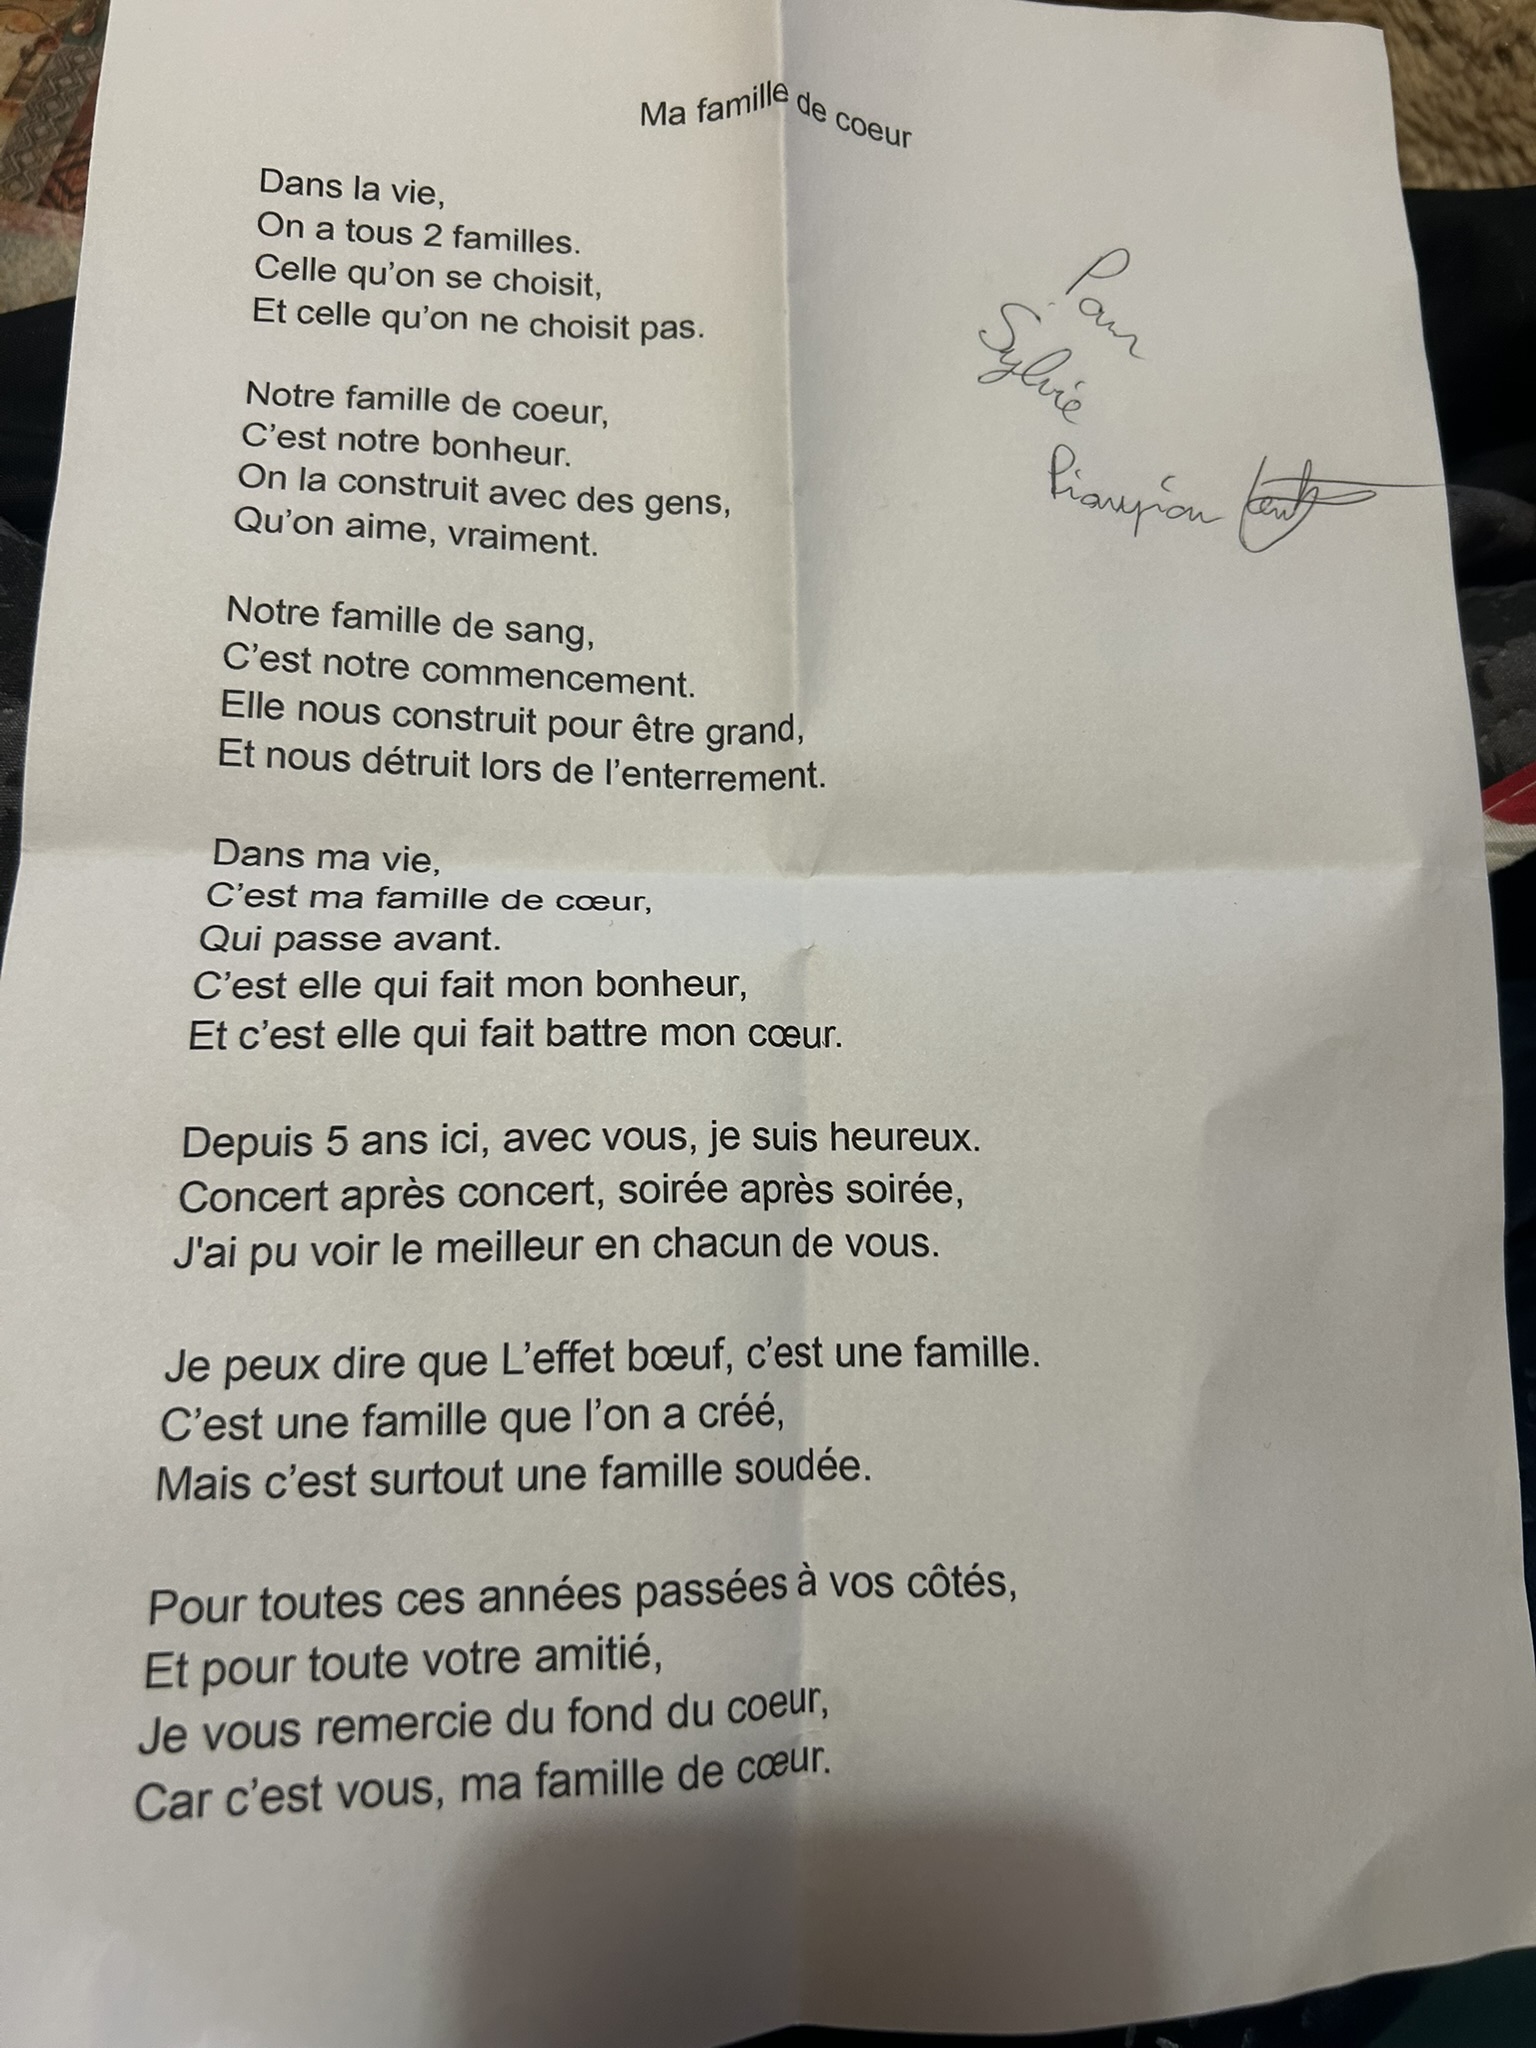 Ma famille de coeur
Dans la vie,
On a tous 2 familles.
Celle qu'on se choisit,
Et celle qu'on ne choisit pas.
Notre famille de coeur,
C'est notre bonheur.
On la construit avec des gens,
Qu'on aime, vraiment.
Notre famille de sang,
C'est notre commencement.
Elle nous construit pour être grand,
Et nous détruit lors de l'enterrement.
Dans ma vie,
C'est ma famille de cœur,
Qui passe avant.
C'est elle qui fait mon bonheur,
Et c'est elle qui fait battre mon cœur.
Depuis 5 ans ici, avec vous, je suis heureux.
Concert après concert, soirée après soirée,
J'ai pu voir le meilleur en chacun de vous.
Je peux dire que L'effet bœuf, c'est une famille.
C'est une famille que l'on a créé,
Mais c'est surtout une famille soudée.
Pour toutes ces années passées à vos côtés,
Et pour toute votre amitié,
Je vous remercie du fond du coeur,
Car c'est vous, ma famille de cœur.
Pour
Sylvie